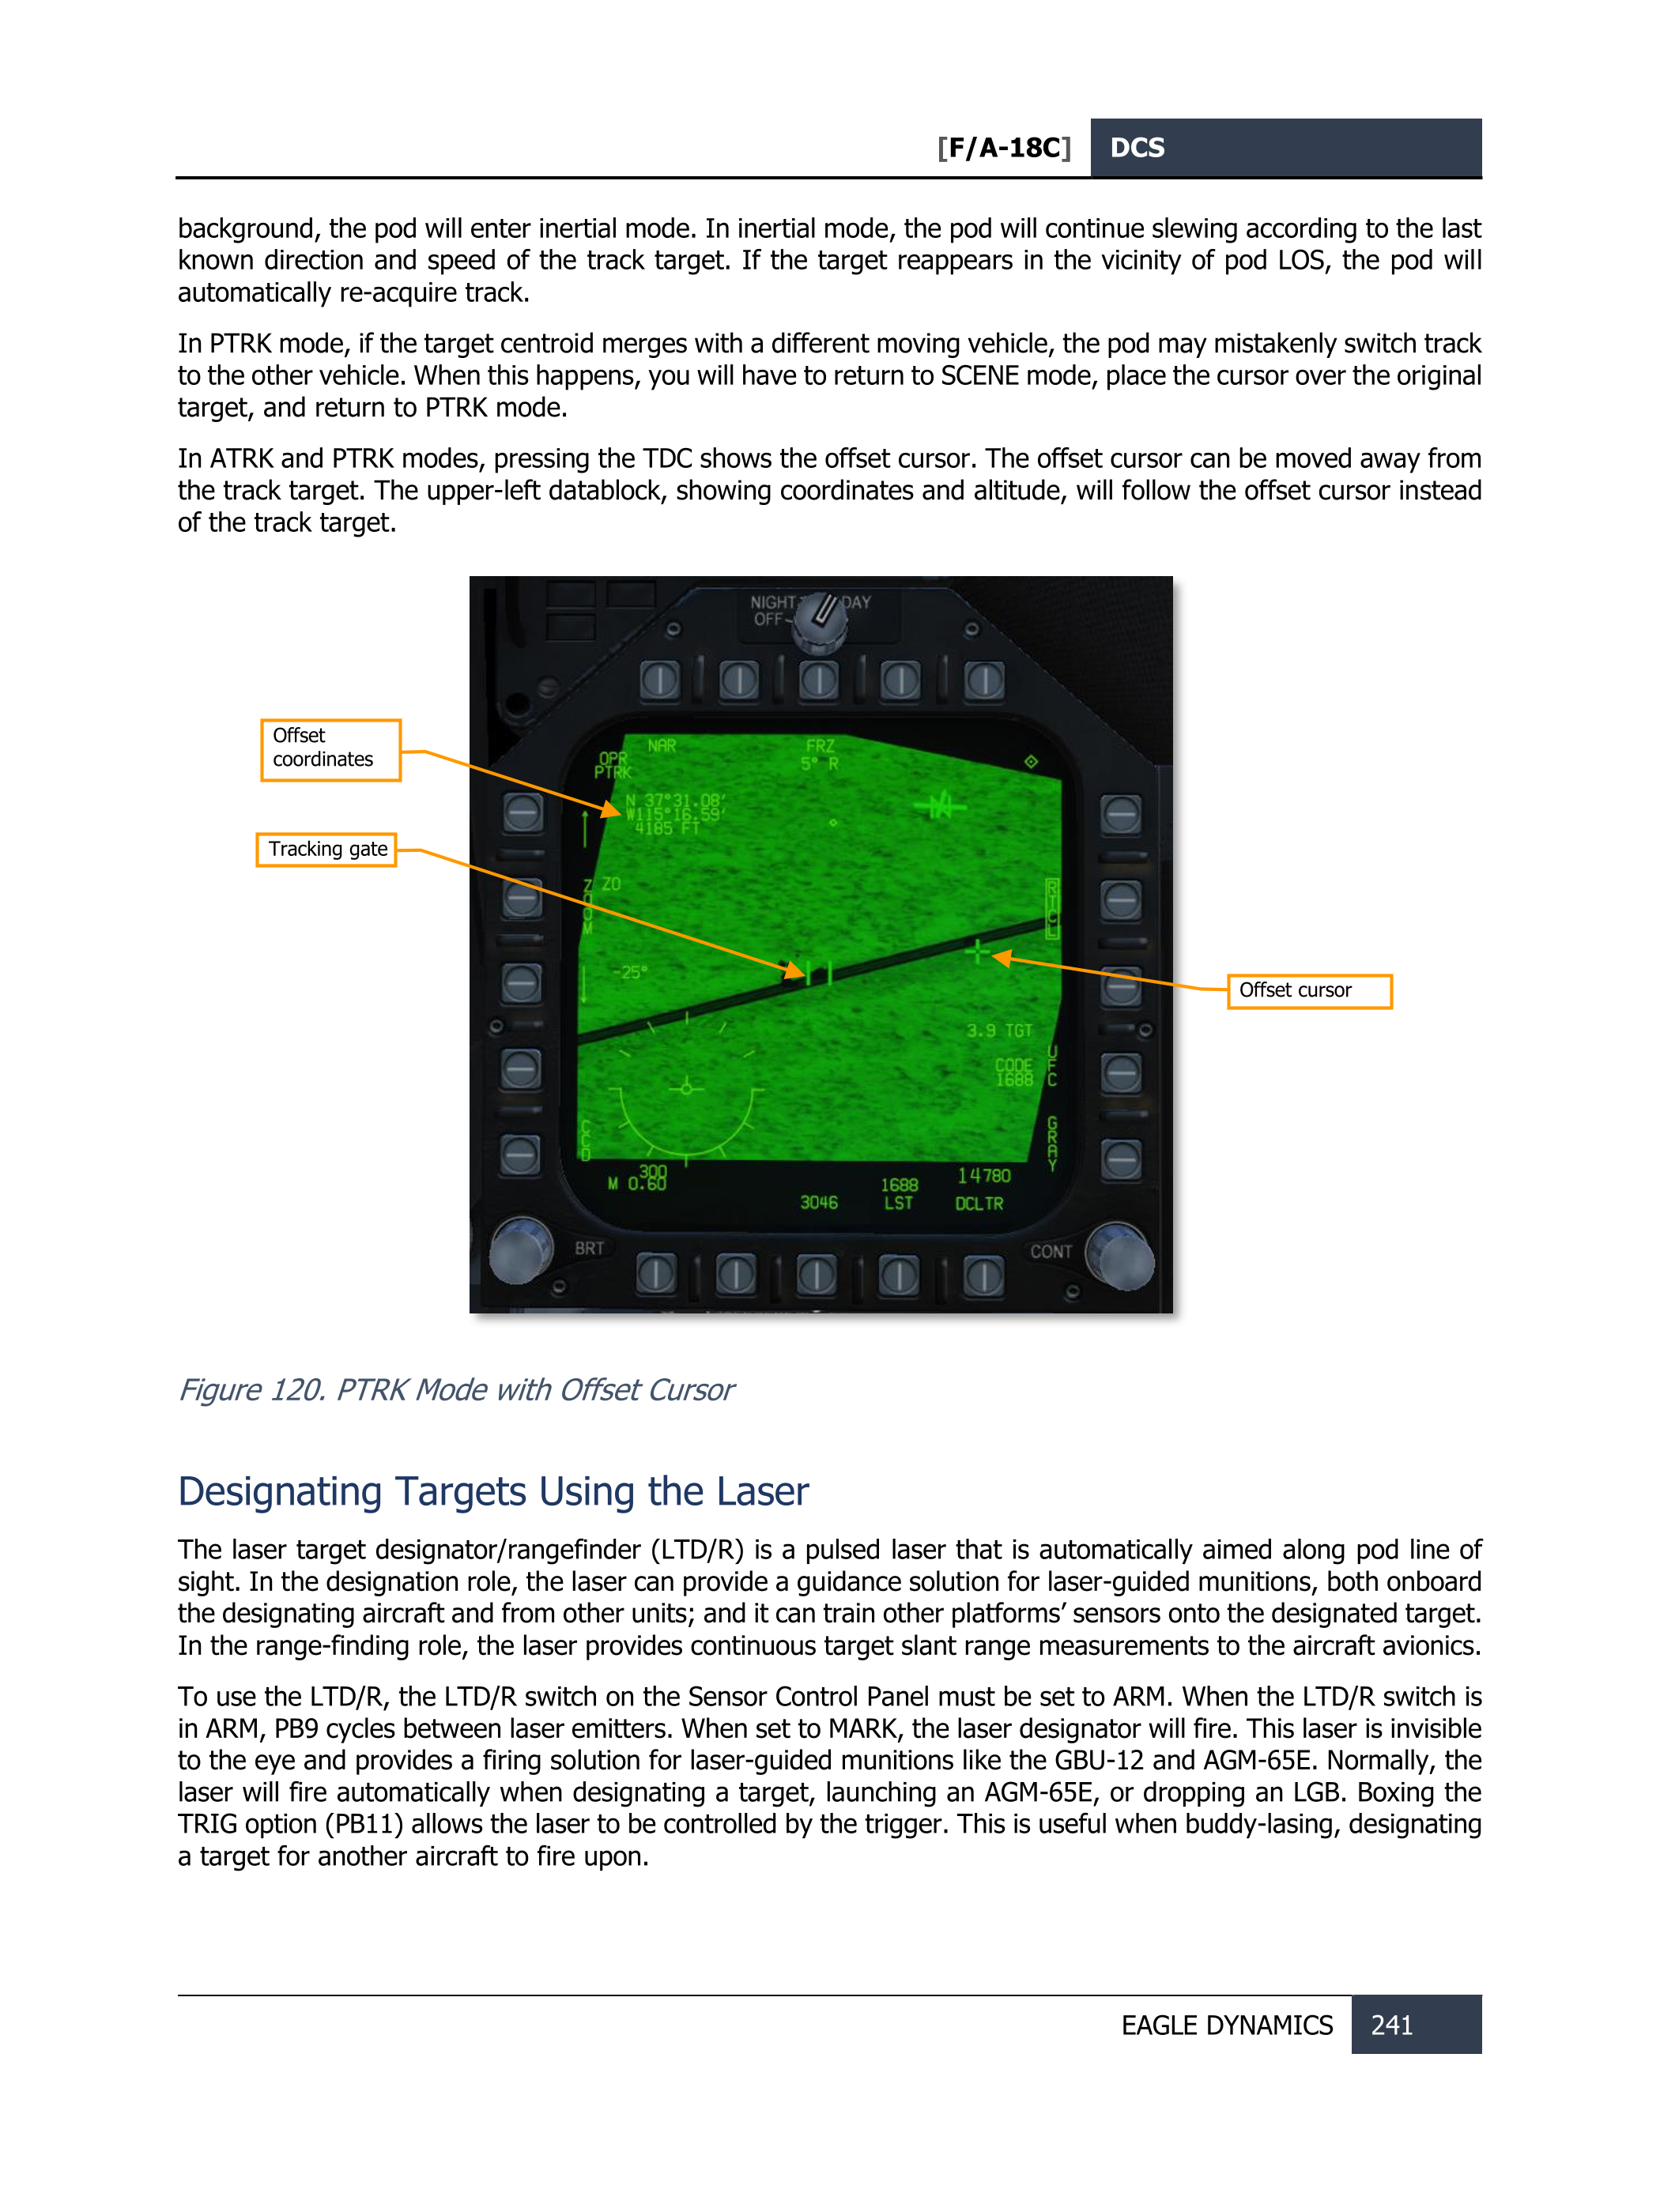 [F/A-18C] DCS
background, the pod will enter inertial mode. In inertial mode, the pod will continue slewing according to the last
known direction and speed of the track target. If the target reappears in the vicinity of pod LOS, the pod will
automatically re-acquire track.
In PTRK mode, if the target centroid merges with a different moving vehicle, the pod may mistakenly switch track
to the other vehicle. When this happens, you will have to return to SCENE mode, place the cursor over the original
target, and return to PTRK mode.
In ATRK and PTRK modes, pressing the TDC shows the offset cursor. The offset cursor can be moved away from
the track target. The upper-left datablock, showing coordinates and altitude, will follow the offset cursor instead
of the track target.
NIGHT DAY
OFF
Offset
coordinates
NAR FRZ
OPR 5° R
PTRK
N 37°31.08'
W115°16.59'
4185 FT
Tracking gate
ZOOM ZO
RTCL
-25°
Offset cursor
3.9 TGT
CODE
1688
UFC
CCD
GRAY
300
M 0.60
14780
1688
3046 LST DCLTR
BRT CONT
Figure 120. PTRK Mode with Offset Cursor
Designating Targets Using the Laser
The laser target designator/rangefinder (LTD/R) is a pulsed laser that is automatically aimed along pod line of
sight. In the designation role, the laser can provide a guidance solution for laser-guided munitions, both onboard
the designating aircraft and from other units; and it can train other platforms' sensors onto the designated target.
In the range-finding role, the laser provides continuous target slant range measurements to the aircraft avionics.
To use the LTD/R, the LTD/R switch on the Sensor Control Panel must be set to ARM. When the LTD/R switch is
in ARM, PB9 cycles between laser emitters. When set to MARK, the laser designator will fire. This laser is invisible
to the eye and provides a firing solution for laser-guided munitions like the GBU-12 and AGM-65E. Normally, the
laser will fire automatically when designating a target, launching an AGM-65E, or dropping an LGB. Boxing the
TRIG option (PB11) allows the laser to be controlled by the trigger. This is useful when buddy-lasing, designating
a target for another aircraft to fire upon.
EAGLE DYNAMICS 241